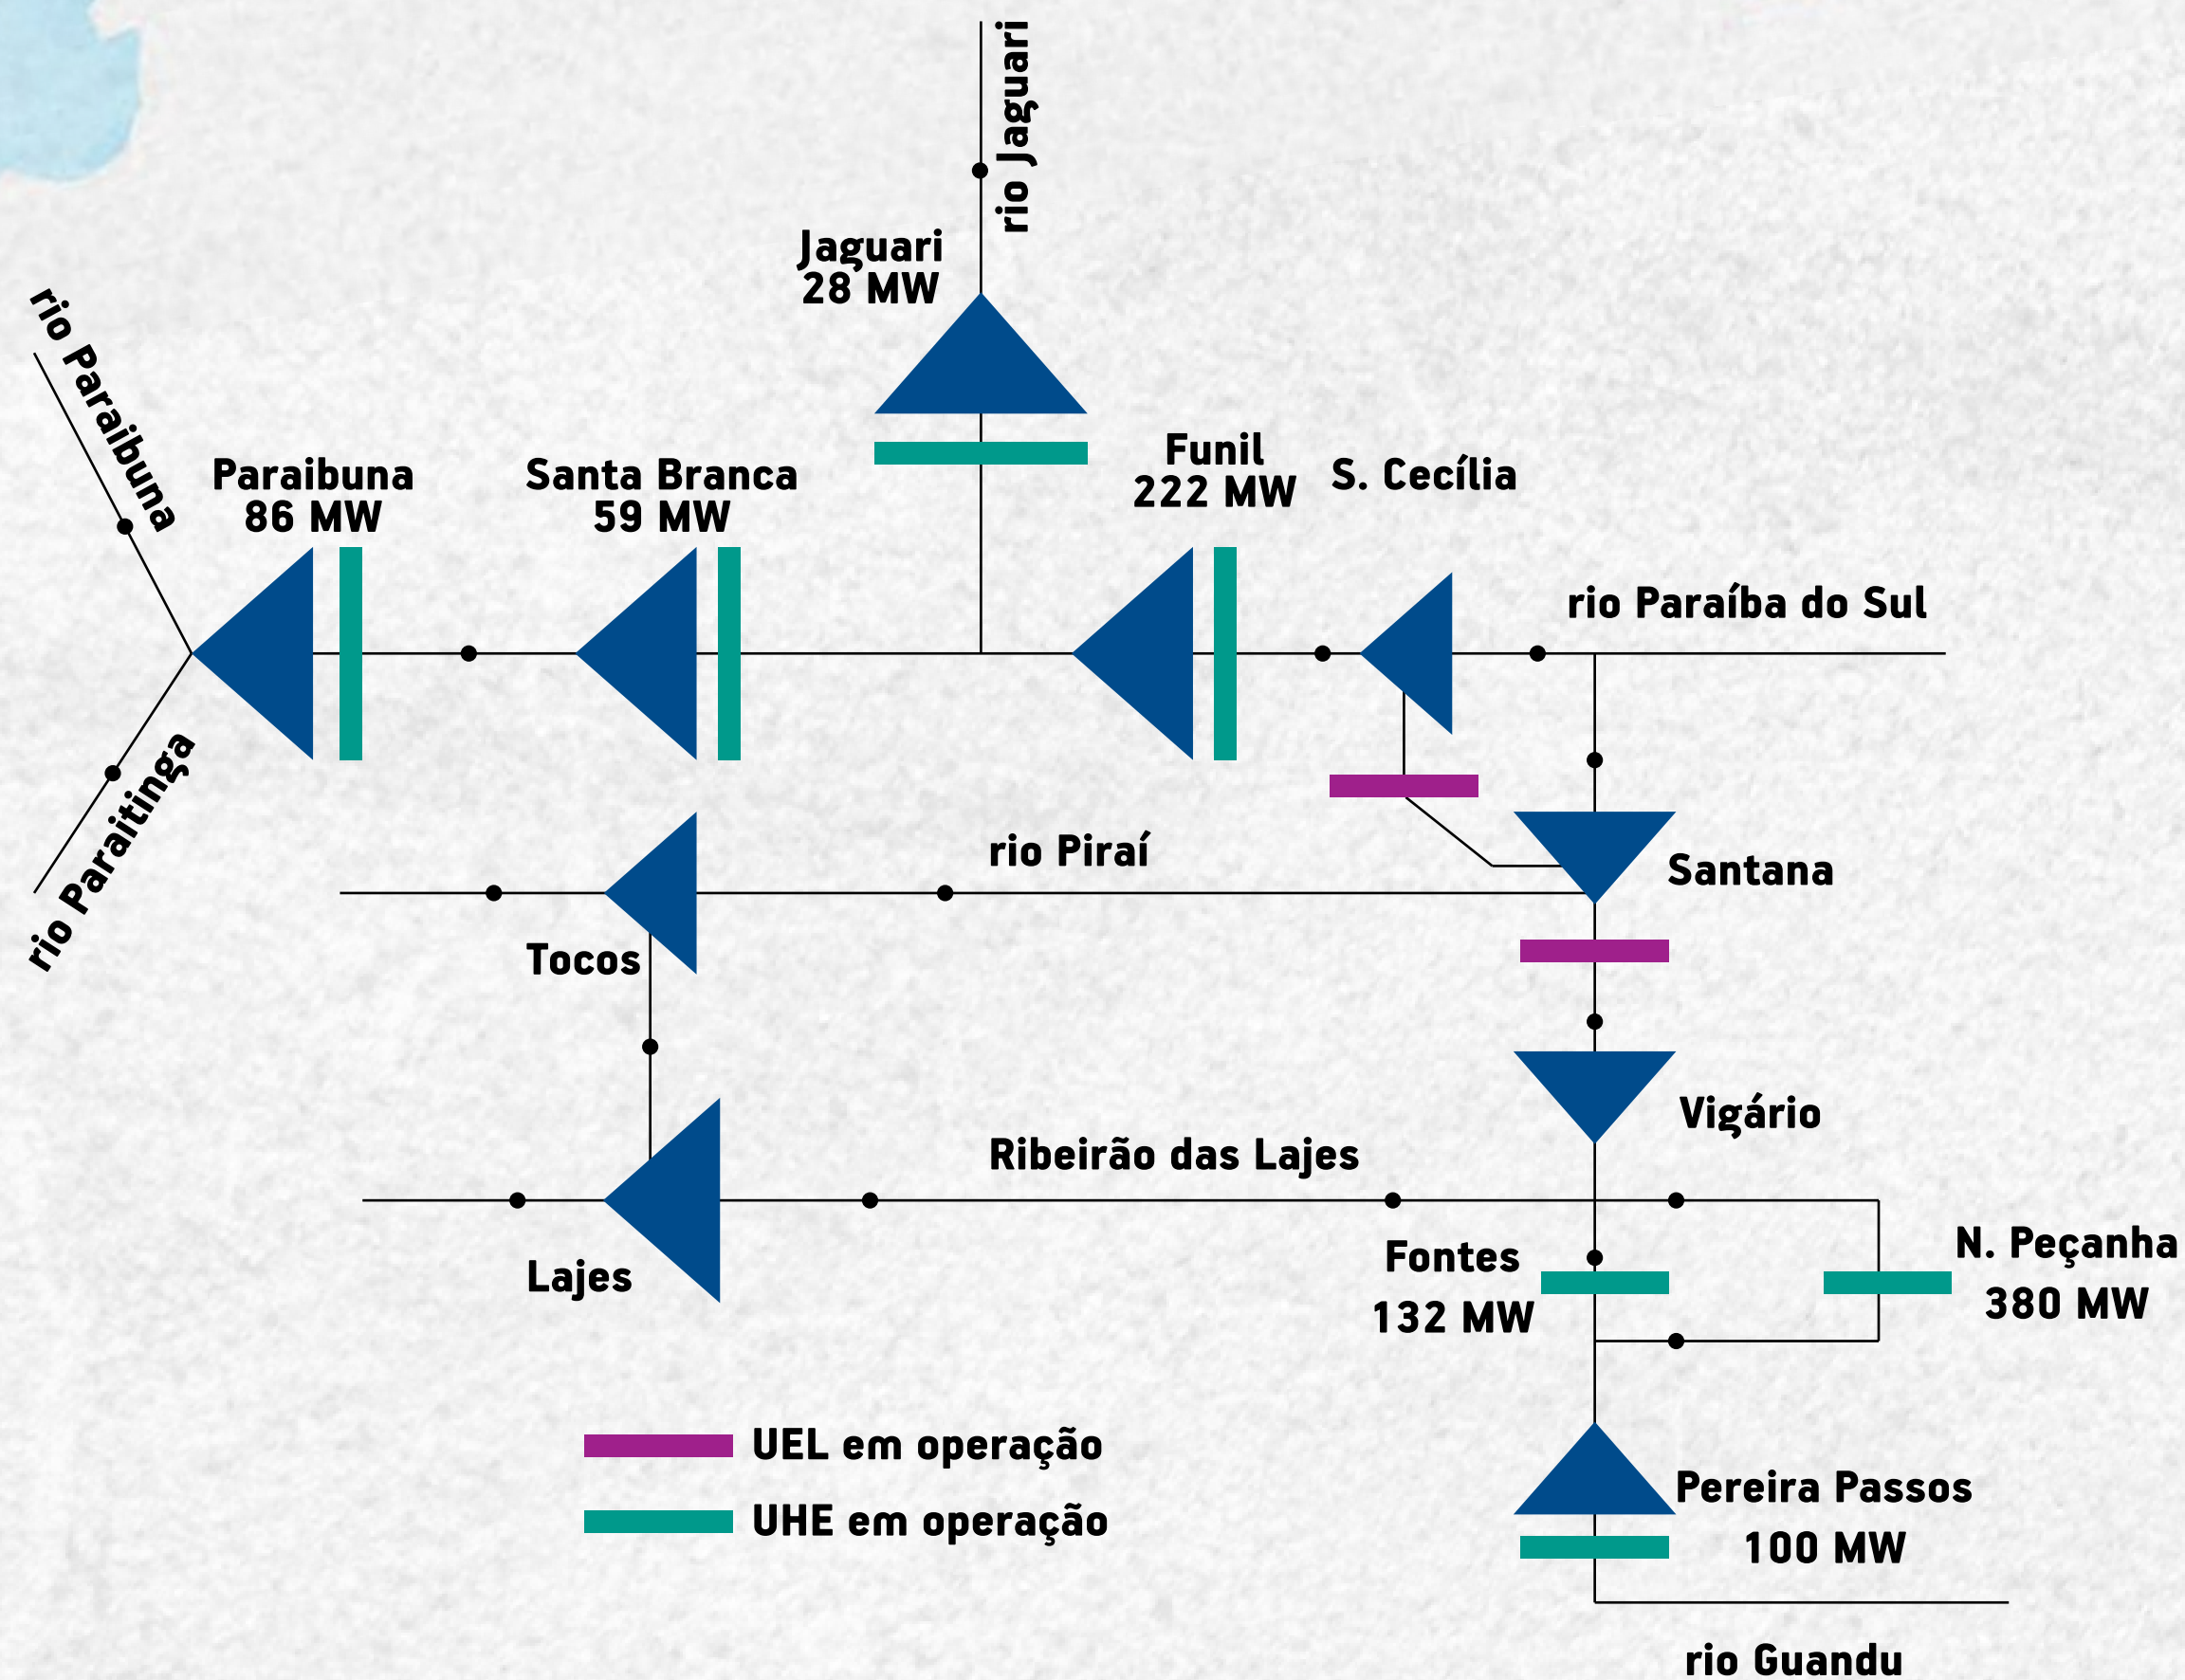 rio Jaguari
Jaguari
28 MW
rio Paraibuna
Paraibuna
86 MW
Santa Branca
59 MW
Funil
222 MW
S. Cecília
rio Paraíba do Sul
rio Paraitinga
rio Piraí
Santana
Tocos
Vigário
Ribeirão das Lajes
Lajes
Fontes
132 MW
N. Peçanha
380 MW
UEL em operação
UHE em operação
Pereira Passos
100 MW
rio Guandu